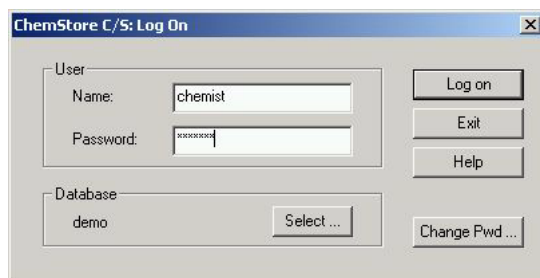 ChemStore C/S: Log On
User
Name: chemist
Password: *******
Log on
Exit
Help
Database
demo Select ...
Change Pwd ...